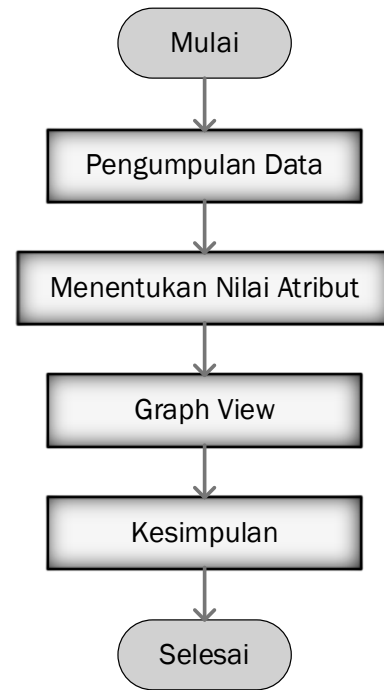 Mulai
Pengumpulan Data
Menentukan Nilai Atribut
Graph View
Kesimpulan
Selesai